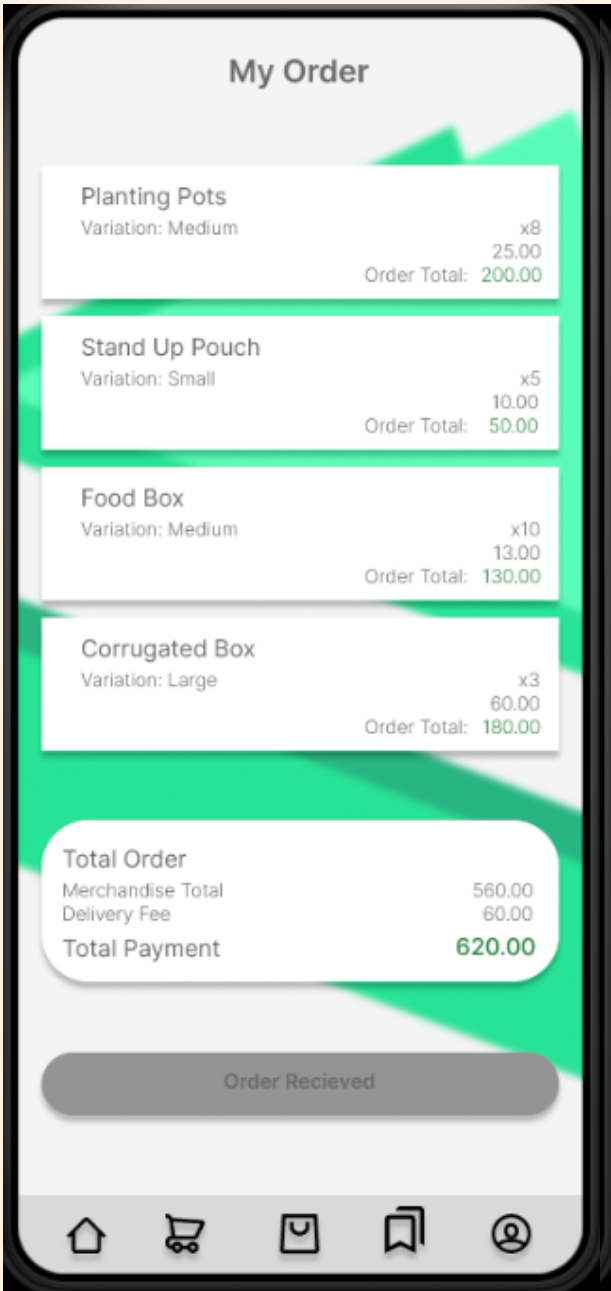 My Order
Planting Pots
Variation: Medium
x8
25.00
Order Total: 200.00
Stand Up Pouch
Variation: Small
x5
10.00
Order Total: 50.00
Food Box
Variation: Medium
x10
13.00
Order Total: 130.00
Corrugated Box
Variation: Large
x3
60.00
Order Total: 180.00
Total Order
Merchandise Total 560.00
Delivery Fee 60.00
Total Payment 620.00
Order Recieved